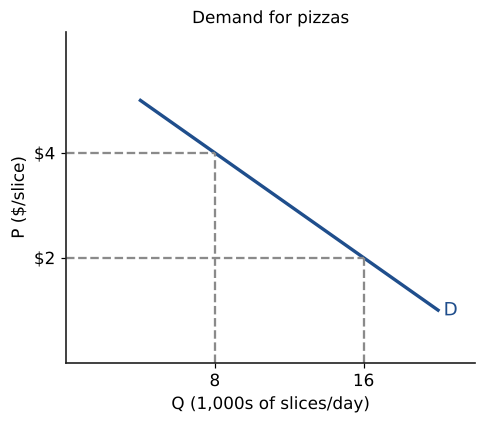 Demand for pizzas
P ($/slice)
$4
$2
D
8
16
Q (1,000s of slices/day)